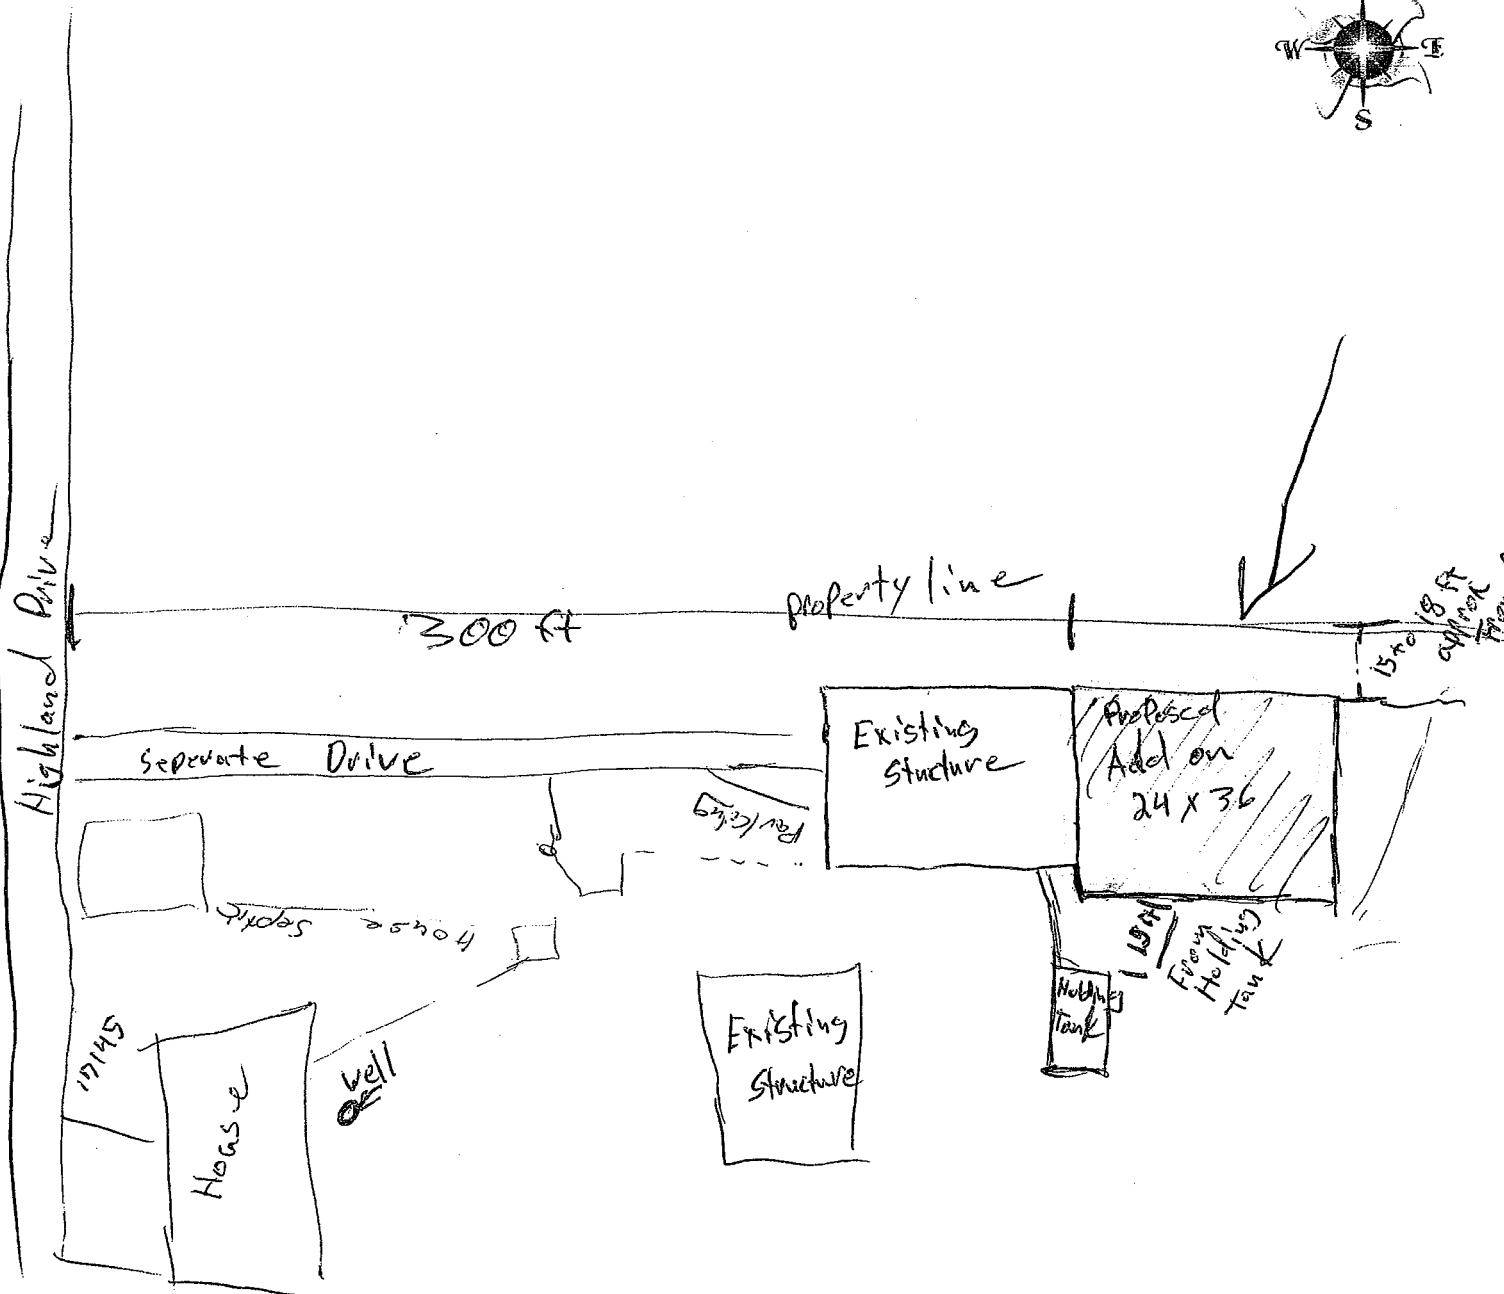 W E
S
Highland Drive
property line
300 ft
15 to 18 ft
approx
from
Seperate Drive
Existing
Stucture
Proposed
Add on
24 x 36
Parking
House Septic
From
Holding
Tank
Holding
Tank
Existing
Structure
17145
House
Well